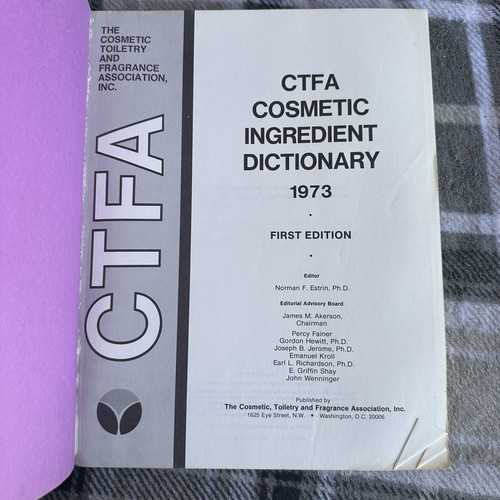 THE
COSMETIC
TOILETRY
AND
FRAGRANCE
ASSOCIATION,
INC.
CTFA
CTFA
COSMETIC
INGREDIENT
DICTIONARY
1973
FIRST EDITION
Editor
Norman F. Estrin, Ph.D.
Editorial Advisory Board
James M. Akerson,
Chairman
Percy Fainer
Gordon Hewitt, Ph.D.
Joseph B. Jerome, Ph.D.
Emanuel Kroll
Earl L. Richardson, Ph.D.
E. Griffin Shay
John Wenninger
Published by
The Cosmetic, Toiletry and Fragrance Association, Inc.
1625 Eye Street, N.W. • Washington, D.C. 20006